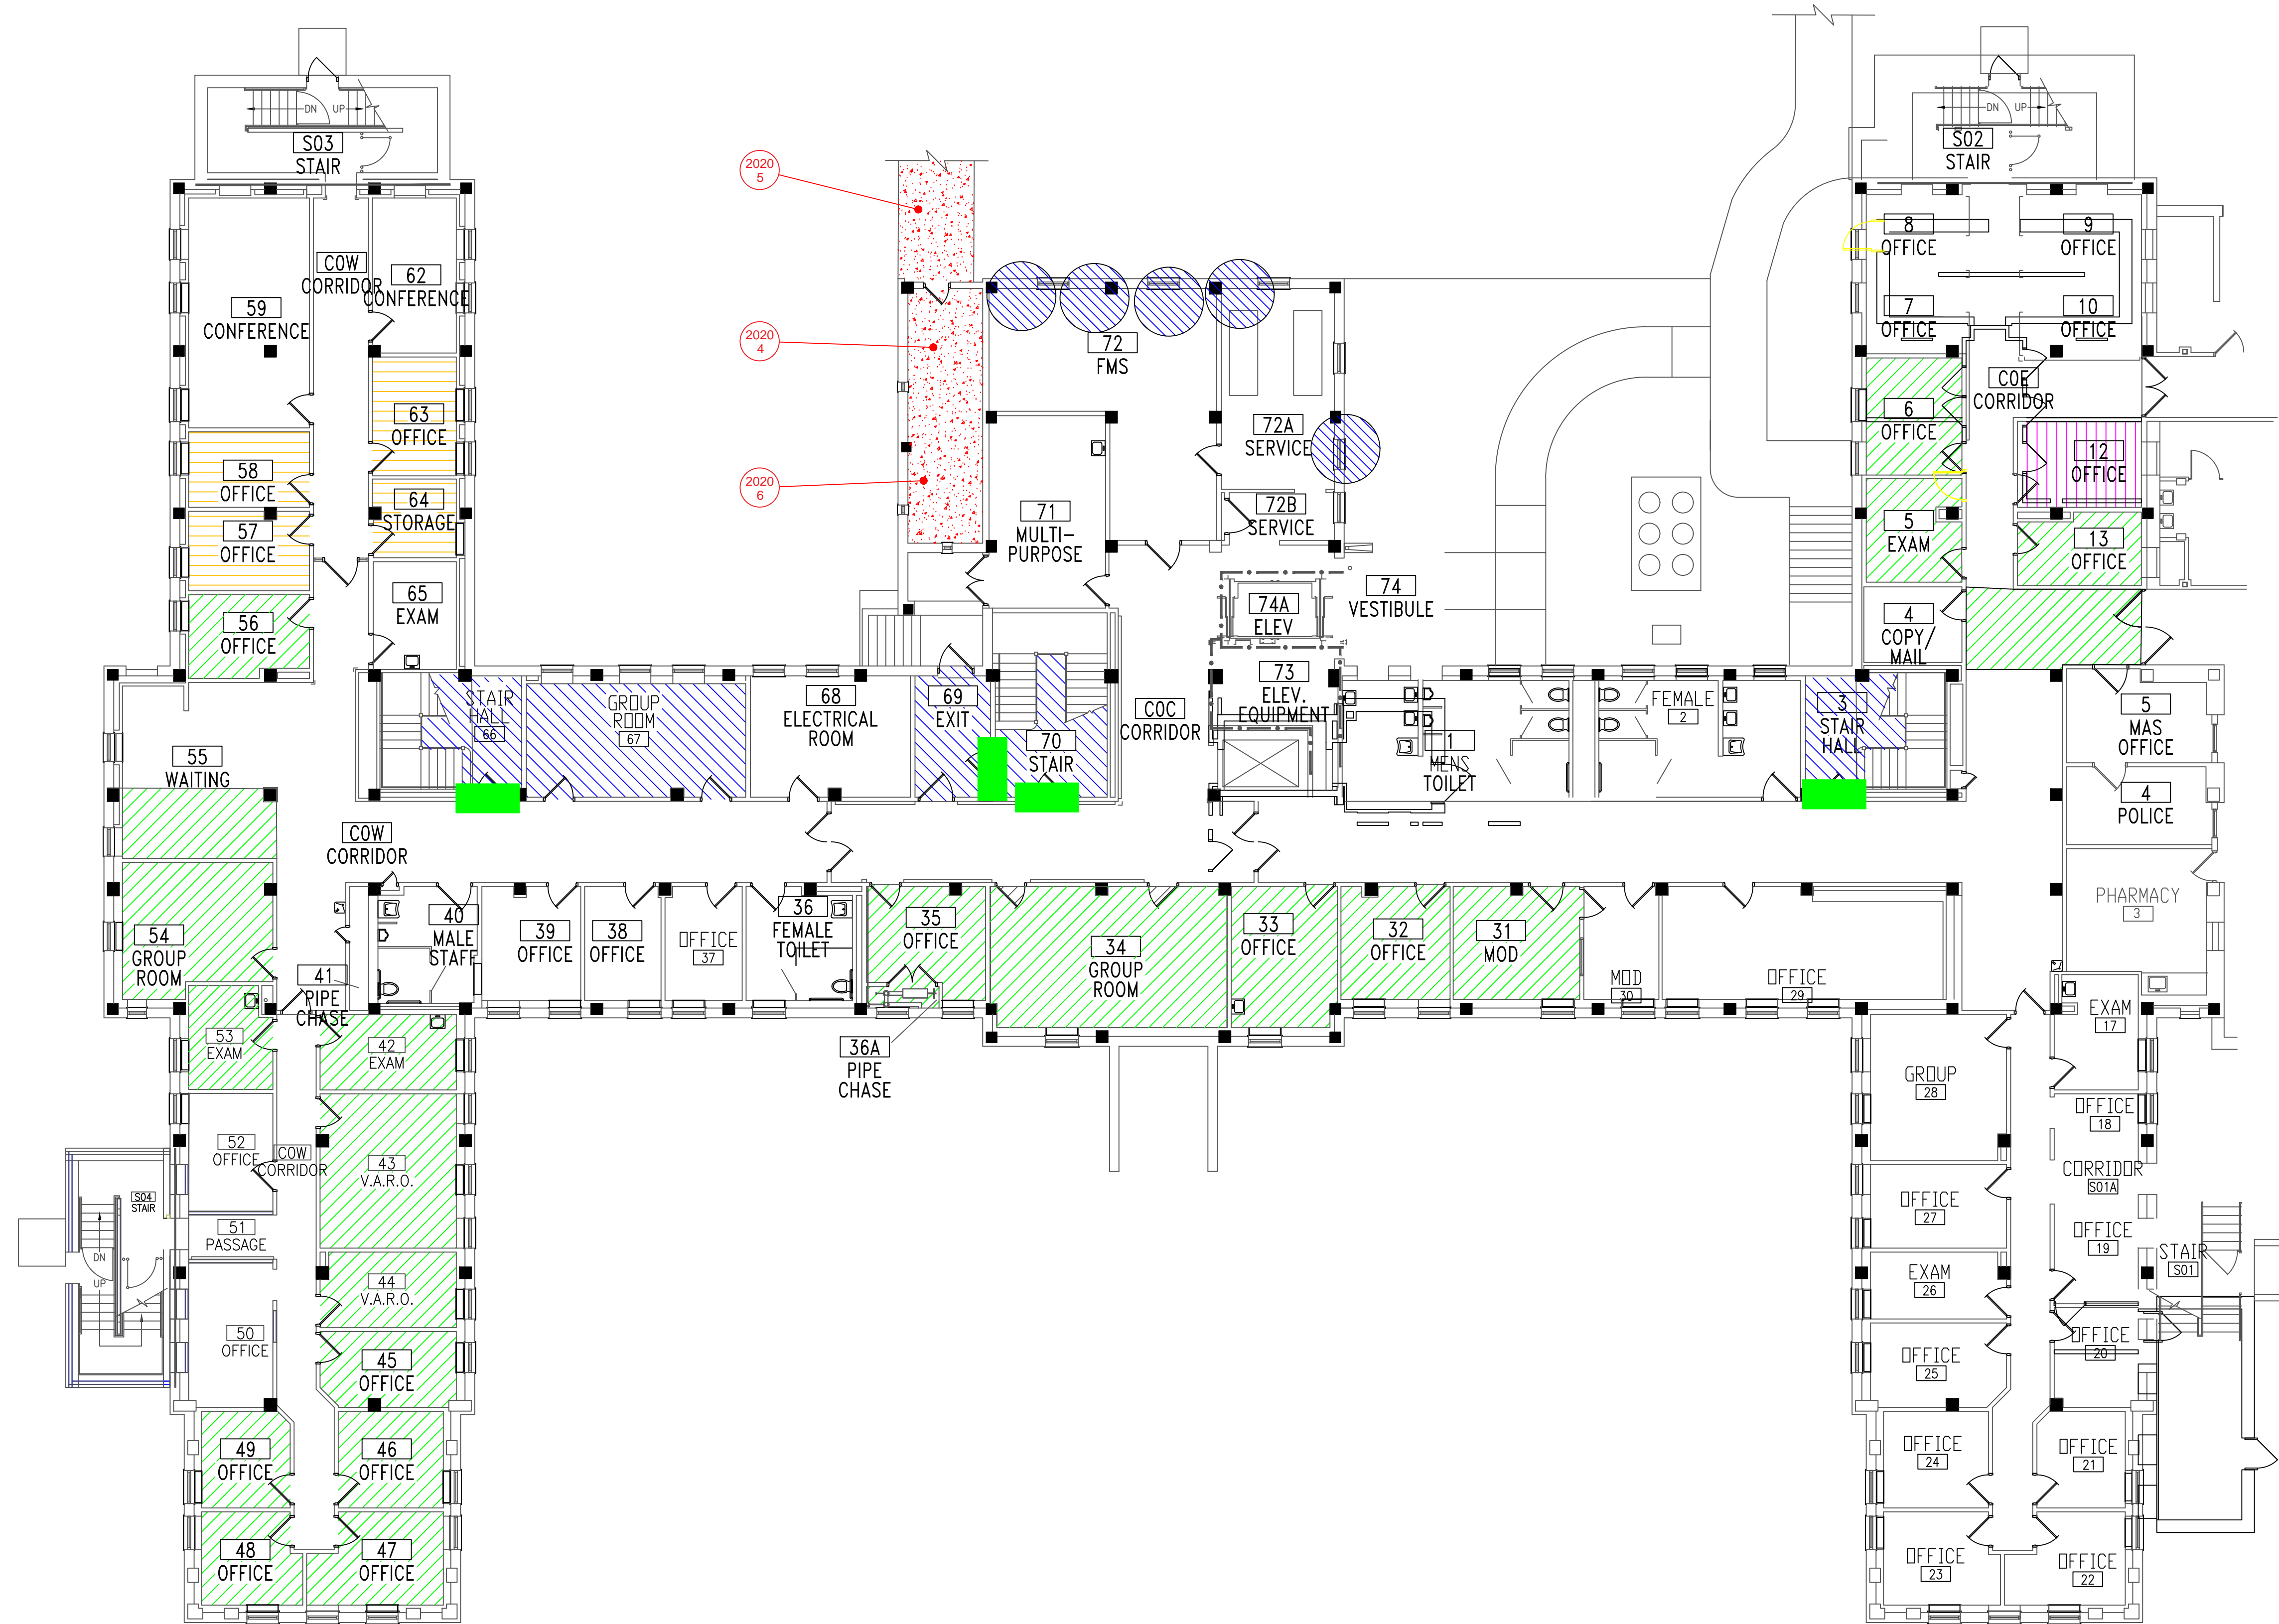 DN
UP
S03
STAIR
DN
UP
S02
STAIR
2020
5
8
OFFICE
9
OFFICE
COW
CORRIDOR
62
CONFERENCE
59
CONFERENCE
2020
4
72
FMS
7
OFFICE
10
OFFICE
COE
CORRIDOR
63
OFFICE
72A
SERVICE
6
OFFICE
12
OFFICE
58
OFFICE
64
STORAGE
2020
6
71
MULTI-
PURPOSE
72B
SERVICE
57
OFFICE
5
EXAM
13
OFFICE
65
EXAM
74A
ELEV
74
VESTIBULE
56
OFFICE
4
COPY/
MAIL
STAIR
HALL
66
GROUP
ROOM
67
68
ELECTRICAL
ROOM
69
EXIT
70
STAIR
COC
CORRIDOR
73
ELEV.
EQUIPMENT
1
MENS
TOILET
FEMALE
2
3
STAIR
HALL
5
MAS
OFFICE
55
WAITING
4
POLICE
COW
CORRIDOR
PHARMACY
3
54
GROUP
ROOM
41
PIPE
CHASE
40
MALE
STAFF
39
OFFICE
38
OFFICE
OFFICE
37
36
FEMALE
TOILET
35
OFFICE
34
GROUP
ROOM
33
OFFICE
32
OFFICE
31
MOD
MOD
30
OFFICE
29
EXAM
17
53
EXAM
42
EXAM
36A
PIPE
CHASE
GROUP
28
OFFICE
18
52
OFFICE
COW
CORRIDOR
43
V.A.R.O.
CORRIDOR
S01A
S04
STAIR
51
PASSAGE
OFFICE
27
OFFICE
19
STAIR
S01
DN
UP
44
V.A.R.O.
EXAM
26
50
OFFICE
45
OFFICE
OFFICE
25
OFFICE
20
49
OFFICE
46
OFFICE
OFFICE
24
OFFICE
21
48
OFFICE
47
OFFICE
OFFICE
23
OFFICE
22